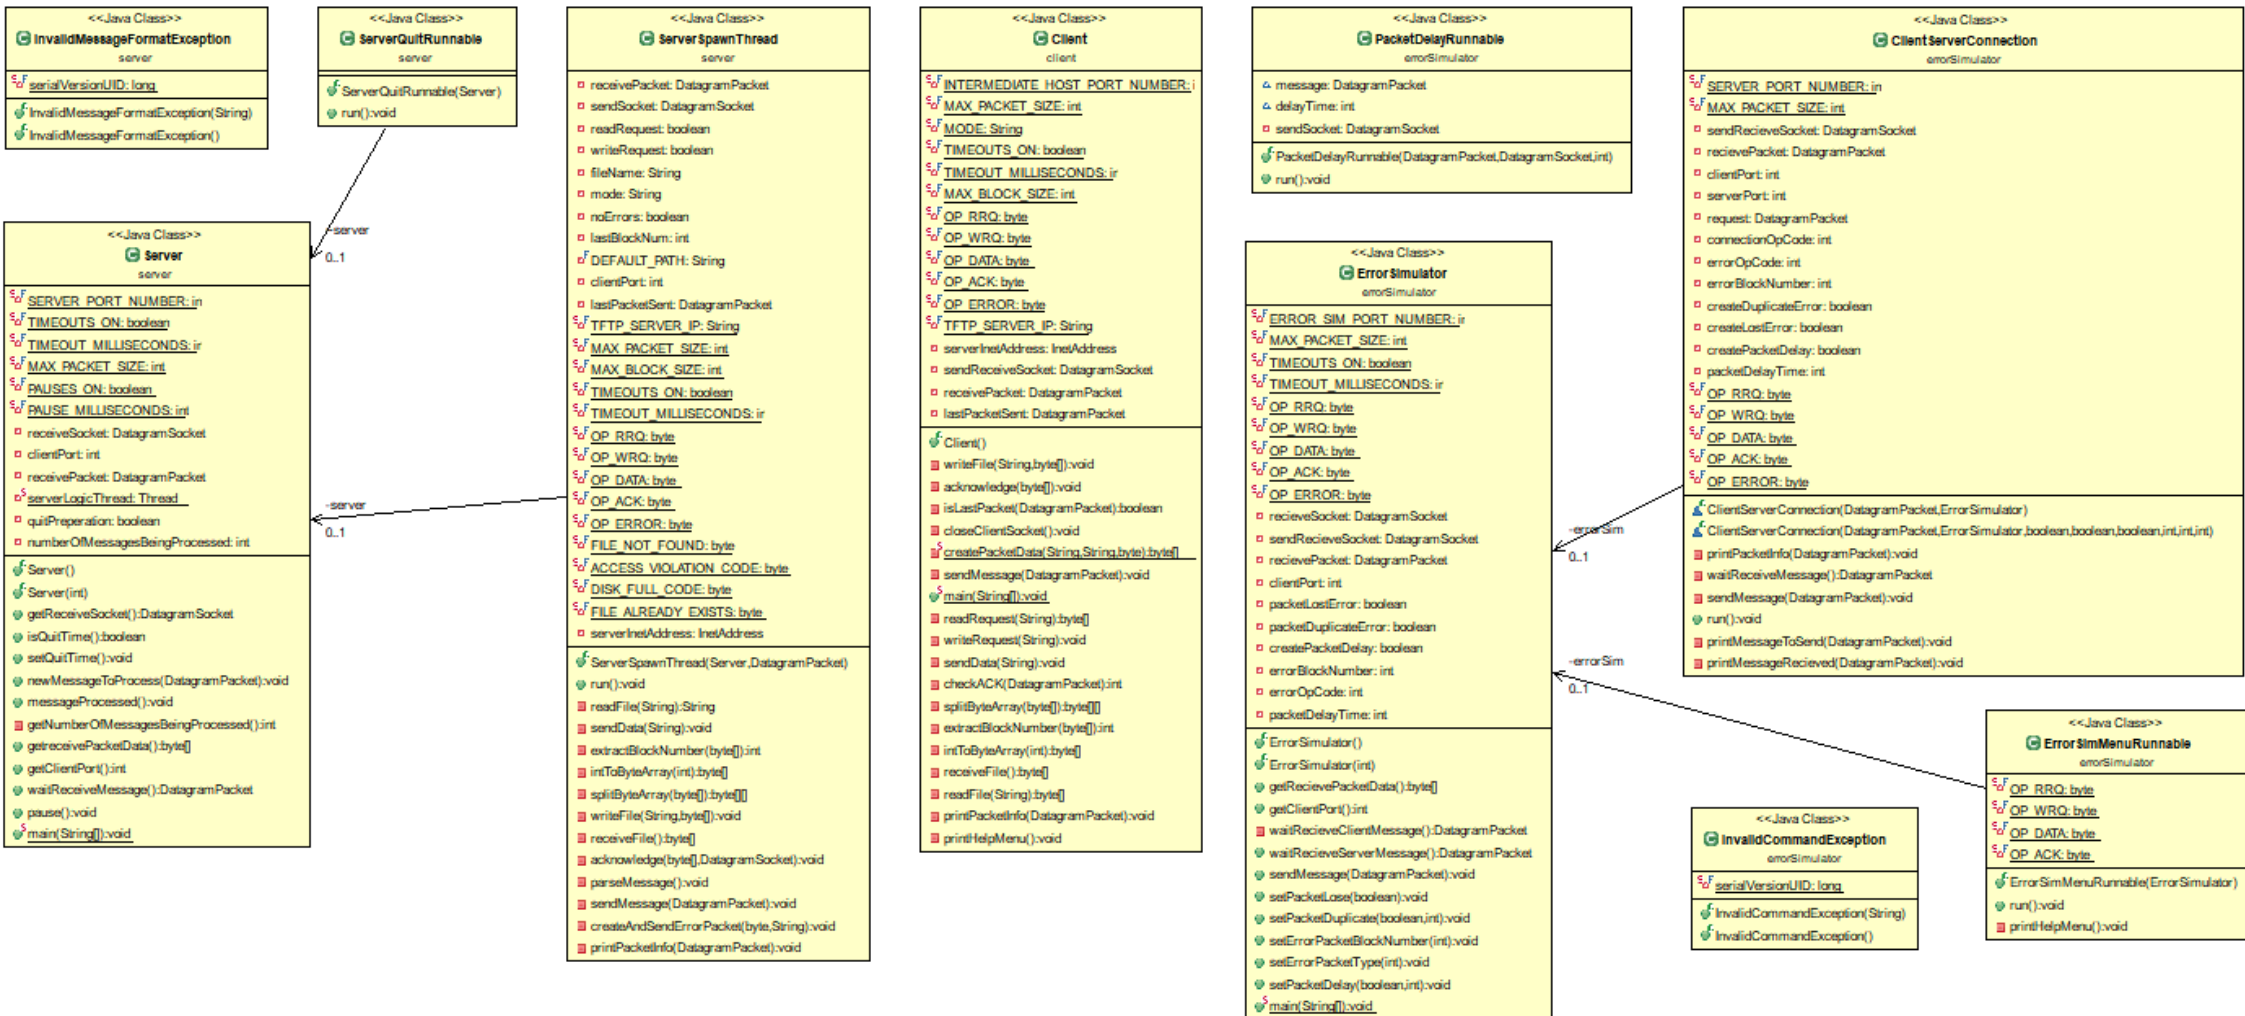 <<Java Class>>
InvalidMessageFormatException
server
serialVersionUID: long
InvalidMessageFormatException(String)
InvalidMessageFormatException()
<<Java Class>>
ServerQuitRunnable
server
ServerQuitRunnable(Server)
run():void
-server
0..1
<<Java Class>>
Server
server
SERVER_PORT_NUMBER: in
TIMEOUTS_ON: boolean
TIMEOUT_MILLISECONDS: ir
MAX_PACKET_SIZE: int
PAUSES_ON: boolean
PAUSE_MILLISECONDS: int
receiveSocket: DatagramSocket
clientPort: int
receivePacket: DatagramPacket
serverLogicThread: Thread
quitPreperation: boolean
numberOfMessagesBeingProcessed: int
Server()
Server(int)
getReceiveSocket():DatagramSocket
isQuitTime():boolean
setQuitTime():void
newMessageToProcess(DatagramPacket):void
messageProcessed():void
getNumberOfMessagesBeingProcessed():int
getreceivePacketData():byte[]
getClientPort():int
waitReceiveMessage():DatagramPacket
pause():void
main(String[]):void
-server
0..1
<<Java Class>>
ServerSpawnThread
server
receivePacket: DatagramPacket
sendSocket: DatagramSocket
readRequest: boolean
writeRequest: boolean
fileName: String
mode: String
noErrors: boolean
lastBlockNum: int
DEFAULT_PATH: String
clientPort: int
lastPacketSent: DatagramPacket
TFTP_SERVER_IP: String
MAX_PACKET_SIZE: int
MAX_BLOCK_SIZE: int
TIMEOUTS_ON: boolean
TIMEOUT_MILLISECONDS: ir
OP_RRQ: byte
OP_WRQ: byte
OP_DATA: byte
OP_ACK: byte
OP_ERROR: byte
FILE_NOT_FOUND: byte
ACCESS_VIOLATION_CODE: byte
DISK_FULL_CODE: byte
FILE_ALREADY_EXISTS: byte
serverInetAddress: InetAddress
ServerSpawnThread(Server,DatagramPacket)
run():void
readFile(String):String
sendData(String):void
extractBlockNumber(byte[]):int
intToByteArray(int):byte[]
splitByteArray(byte[]):byte[][]
writeFile(String,byte[]):void
receiveFile():byte[]
acknowledge(byte[],DatagramSocket):void
parseMessage():void
sendMessage(DatagramPacket):void
createAndSendErrorPacket(byte,String):void
printPacketInfo(DatagramPacket):void
<<Java Class>>
Client
client
INTERMEDIATE_HOST_PORT_NUMBER: i
MAX_PACKET_SIZE: int
MODE: String
TIMEOUTS_ON: boolean
TIMEOUT_MILLISECONDS: ir
MAX_BLOCK_SIZE: int
OP_RRQ: byte
OP_WRQ: byte
OP_DATA: byte
OP_ACK: byte
OP_ERROR: byte
TFTP_SERVER_IP: String
serverInetAddress: InetAddress
sendReceiveSocket: DatagramSocket
receivePacket: DatagramPacket
lastPacketSent: DatagramPacket
Client()
writeFile(String,byte[]):void
acknowledge(byte[]):void
isLastPacket(DatagramPacket):boolean
closeClientSocket():void
createPacketData(String,String,byte):byte[]
sendMessage(DatagramPacket):void
main(String[]):void
readRequest(String):byte[]
writeRequest(String):void
sendData(String):void
checkACK(DatagramPacket):int
splitByteArray(byte[]):byte[][]
extractBlockNumber(byte[]):int
intToByteArray(int):byte[]
receiveFile():byte[]
readFile(String):byte[]
printPacketInfo(DatagramPacket):void
printHelpMenu():void
<<Java Class>>
PacketDelayRunnable
errorSimulator
message: DatagramPacket
delayTime: int
sendSocket: DatagramSocket
PacketDelayRunnable(DatagramPacket,DatagramSocket,int)
run():void
<<Java Class>>
ErrorSimulator
errorSimulator
ERROR_SIM_PORT_NUMBER: ir
MAX_PACKET_SIZE: int
TIMEOUTS_ON: boolean
TIMEOUT_MILLISECONDS: ir
OP_RRQ: byte
OP_WRQ: byte
OP_DATA: byte
OP_ACK: byte
OP_ERROR: byte
recieveSocket: DatagramSocket
sendRecieveSocket: DatagramSocket
recievePacket: DatagramPacket
clientPort: int
packetLostError: boolean
packetDuplicateError: boolean
createPacketDelay: boolean
errorBlockNumber: int
errorOpCode: int
packetDelayTime: int
ErrorSimulator()
ErrorSimulator(int)
getRecievePacketData():byte[]
getClientPort():int
waitRecieveClientMessage():DatagramPacket
waitRecieveServerMessage():DatagramPacket
sendMessage(DatagramPacket):void
setPacketLose(boolean):void
setPacketDuplicate(boolean,int):void
setErrorPacketBlockNumber(int):void
setErrorPacketType(int):void
setPacketDelay(boolean,int):void
main(String[]):void
<<Java Class>>
ClientServerConnection
errorSimulator
SERVER_PORT_NUMBER: in
MAX_PACKET_SIZE: int
sendRecieveSocket: DatagramSocket
recievePacket: DatagramPacket
clientPort: int
serverPort: int
request: DatagramPacket
connectionOpCode: int
errorOpCode: int
errorBlockNumber: int
createDuplicateError: boolean
createLostError: boolean
createPacketDelay: boolean
packetDelayTime: int
OP_RRQ: byte
OP_WRQ: byte
OP_DATA: byte
OP_ACK: byte
OP_ERROR: byte
ClientServerConnection(DatagramPacket,ErrorSimulator)
ClientServerConnection(DatagramPacket,ErrorSimulator,boolean,boolean,boolean,int,int,int)
printPacketInfo(DatagramPacket):void
waitReceiveMessage():DatagramPacket
sendMessage(DatagramPacket):void
run():void
printMessageToSend(DatagramPacket):void
printMessageRecieved(DatagramPacket):void
-errorSim
0..1
-errorSim
0..1
<<Java Class>>
InvalidCommandException
errorSimulator
serialVersionUID: long
InvalidCommandException(String)
InvalidCommandException()
<<Java Class>>
ErrorSimMenuRunnable
errorSimulator
OP_RRQ: byte
OP_WRQ: byte
OP_DATA: byte
OP_ACK: byte
ErrorSimMenuRunnable(ErrorSimulator)
run():void
printHelpMenu():void